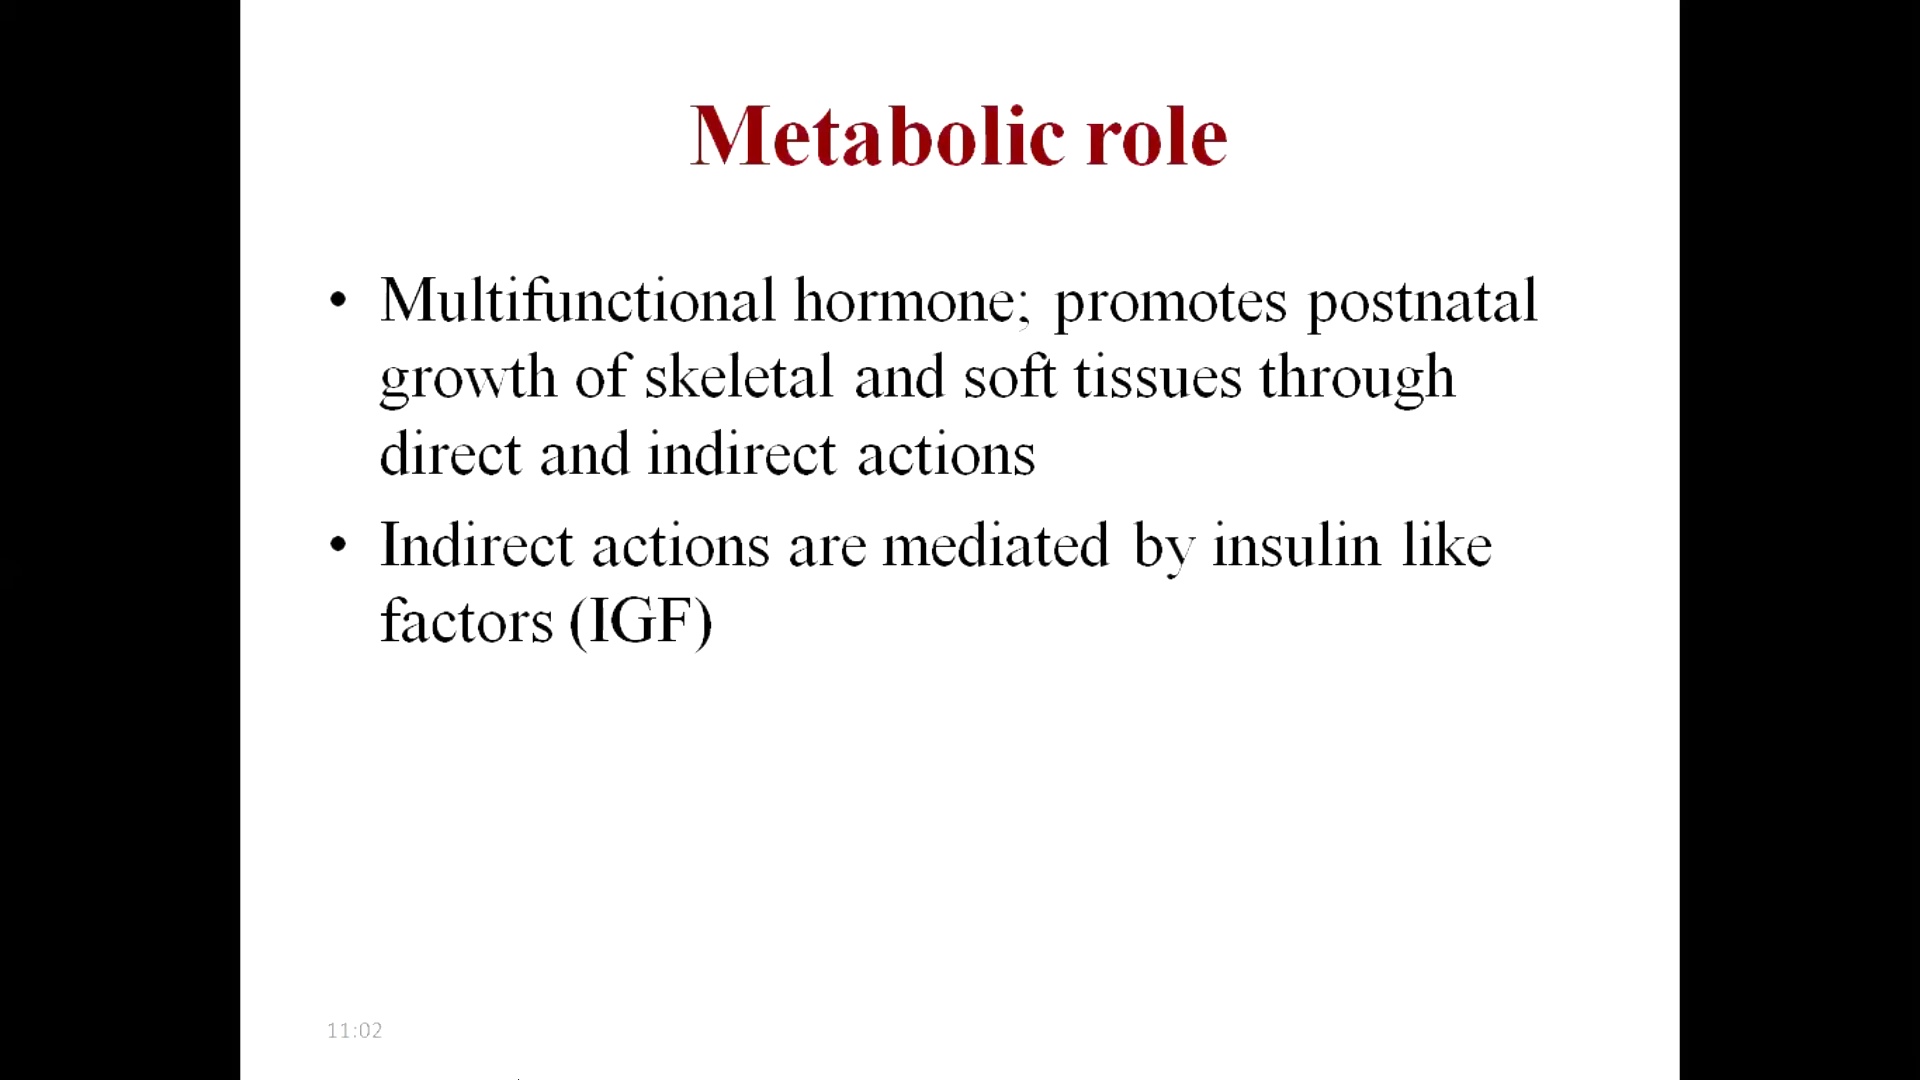 Metabolic role
• Multifunctional hormone; promotes postnatal
growth of skeletal and soft tissues through
direct and indirect actions
• Indirect actions are mediated by insulin like
factors (IGF)
11:02